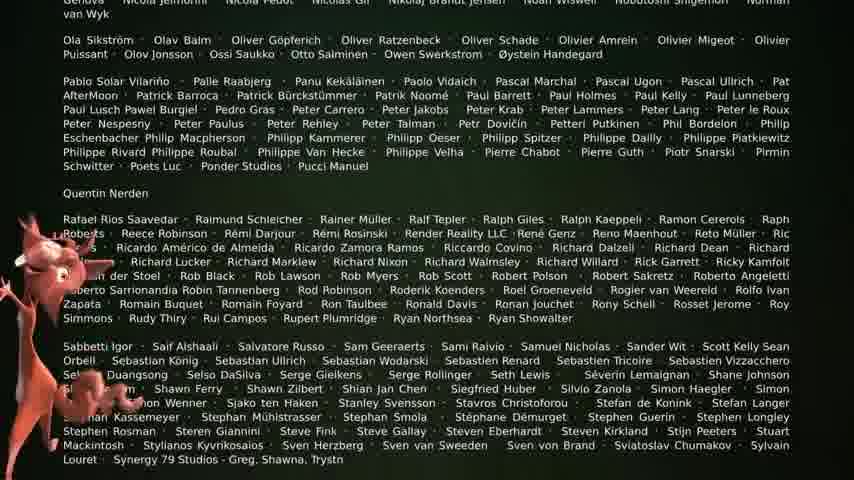 van Wyk
Ola Sikström · Olav Balm · Oliver Göpferich · Oliver Ratzenbeck · Oliver Schade · Olivier Amrein · Olivier Migeot · Olivier
Puissant · Olov Jonsson · Ossi Saukko · Otto Salminen · Owen Swerkstrom · Øystein Handegard
Pablo Solar Vilariño · Palle Raabjerg · Panu Kekäläinen · Paolo Vidaich · Pascal Marchal · Pascal Ugon · Pascal Ullrich · Pat
AfterMoon · Patrick Barroca · Patrick Bürckstümmer · Patrik Noomé · Paul Barrett · Paul Holmes · Paul Kelly · Paul Lunneberg
Paul Lusch Pawel Burgiel · Pedro Gras · Peter Carrero · Peter Jakobs · Peter Krab · Peter Lammers · Peter Lang · Peter le Roux
Peter Nespesny · Peter Paulus · Peter Rehley · Peter Talman · Petr Dovičín · Petteri Putkinen · Phil Bordelon · Philip
Eschenbacher Philip Macpherson · Philipp Kammerer · Philipp Oeser · Philipp Spitzer · Philippe Dailly · Philippe Piatkiewitz
Philippe Rivard Philippe Roubal · Philippe Van Hecke · Philippe Velha · Pierre Chabot · Pierre Guth · Piotr Snarski · Pirmin
Schwitter · Poets Luc · Ponder Studios · Pucci Manuel
Quentin Nerden
Rafael Rios Saavedar · Raimund Schleicher · Rainer Müller · Ralf Tepler · Ralph Giles · Ralph Kaeppeli · Ramon Cererols · Raph
Roberts · Reece Robinson · Rémi Darjour · Rémi Rosinski · Render Reality LLC · René Genz · Reno Maenhout · Reto Müller · Ric
· Ricardo Américo de Almeida · Ricardo Zamora Ramos · Riccardo Covino · Richard Dalzell · Richard Dean · Richard
· Richard Lucker · Richard Marklew · Richard Nixon · Richard Walmsley · Richard Willard · Rick Garrett · Ricky Kamfolt
der Stoel · Rob Black · Rob Lawson · Rob Myers · Rob Scott · Robert Polson · Robert Sakretz · Roberto Angeletti
Roberto Sarrionandia Robin Tannenberg · Rod Robinson · Roderik Koenders · Roel Groeneveld · Rogier van Weereld · Rolfo Ivan
Zapata · Romain Buquet · Romain Foyard · Ron Taulbee · Ronald Davis · Ronan Jouchet · Rony Schell · Rosset Jerome · Roy
Simmons · Rudy Thiry · Rui Campos · Rupert Plumridge · Ryan Northsea · Ryan Showalter
Sabbetti Igor · Saif Alshaali · Salvatore Russo · Sam Geeraerts · Sami Raivio · Samuel Nicholas · Sander Wit · Scott Kelly Sean
Orbell · Sebastian König · Sebastian Ullrich · Sebastian Wodarski · Sebastien Renard · Sebastien Tricoire · Sebastien Vizzacchero
Duangsong · Selso DaSilva · Serge Gielkens · Serge Rollinger · Seth Lewis · Séverin Lemaignan · Shane Johnson
· Shawn Ferry · Shawn Zilbert · Shian Jan Chen · Siegfried Huber · Silvio Zanola · Simon Haegler · Simon
Wenner · Sjako ten Haken · Stanley Svensson · Stavros Christoforou · Stefan de Konink · Stefan Langer
Kassemeyer · Stephan Mühlstrasser · Stephan Smola · Stéphane Démurget · Stephen Guerin · Stephen Longley
Stephen Rosman · Steren Giannini · Steve Fink · Steve Gallay · Steven Eberhardt · Steven Kirkland · Stijn Peeters · Stuart
Mackintosh · Stylianos Kyvrikosaios · Sven Herzberg · Sven van Sweeden · Sven von Brand · Sviatoslav Chumakov · Sylvain
Louret · Synergy 79 Studios - Greg, Shawna, Trystn